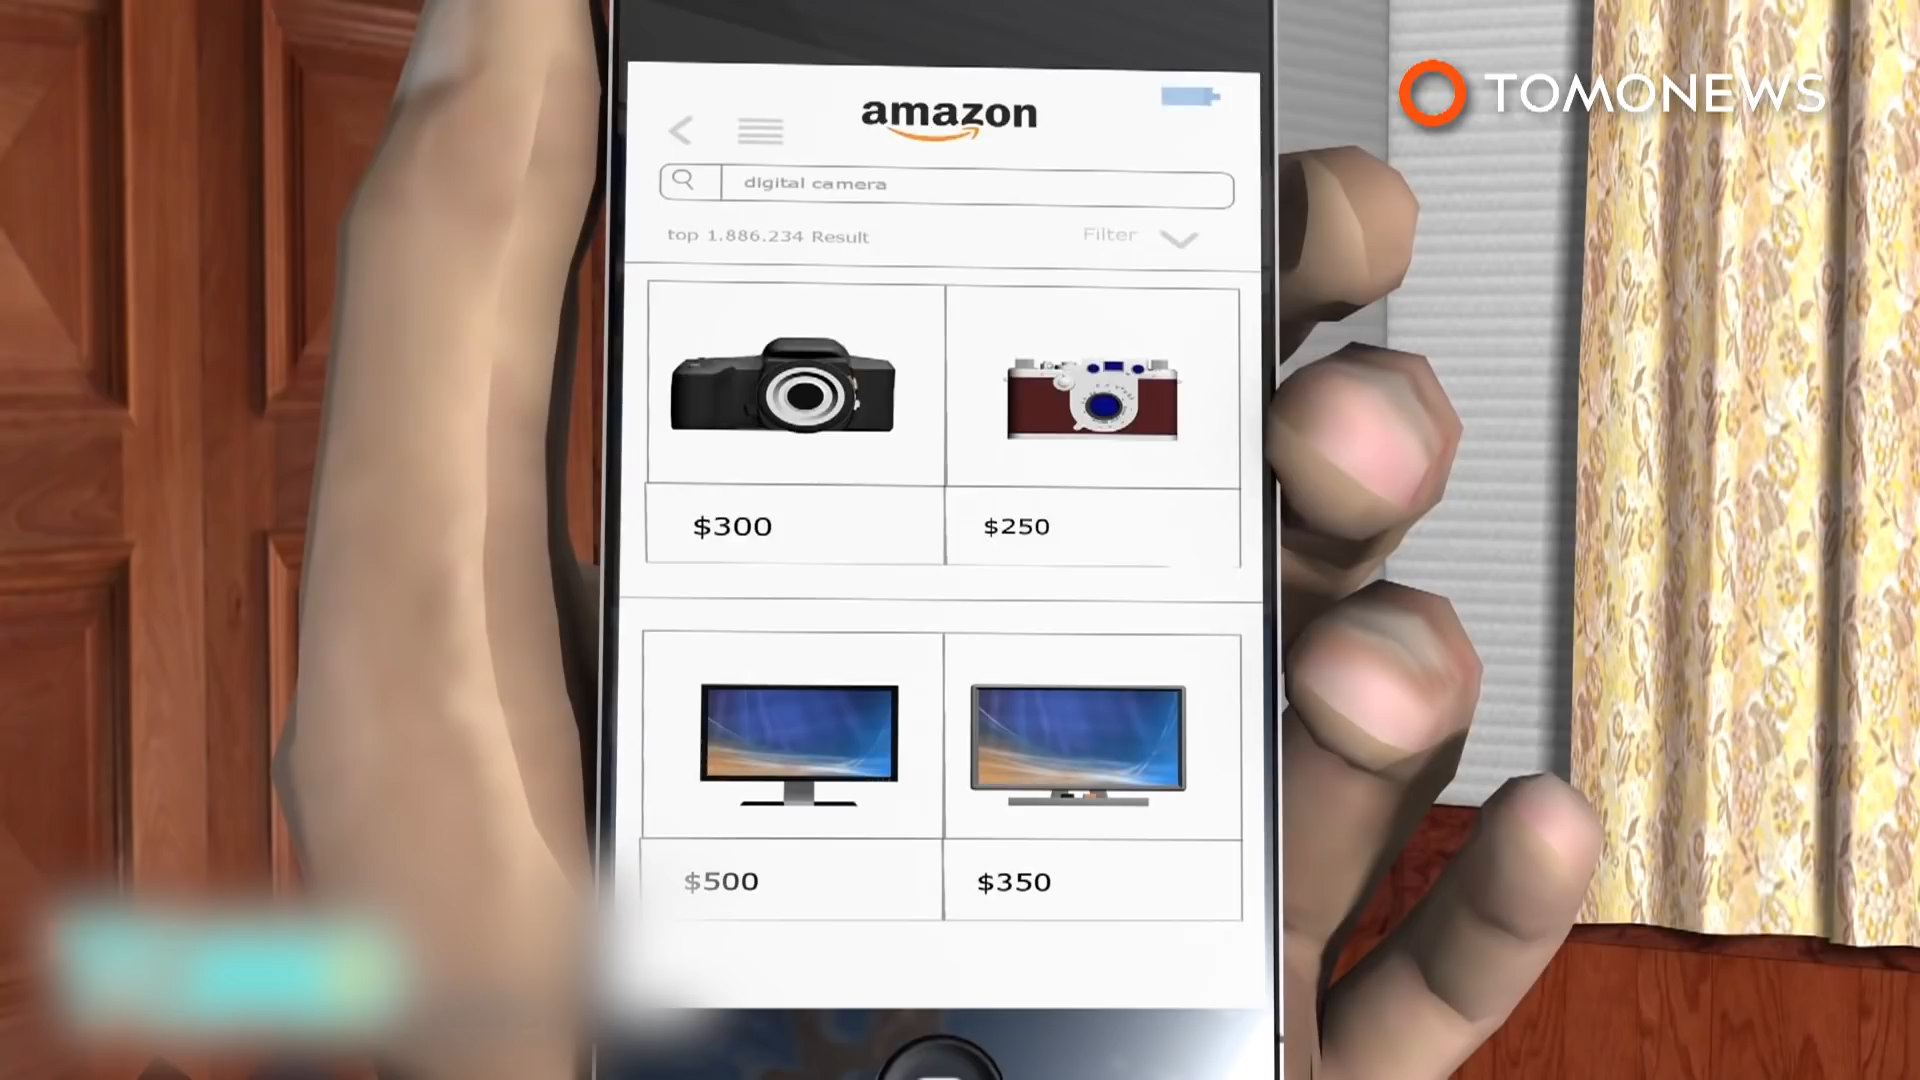 TOMONEWS
amazon
digital camera
top 1.886.234 Result
Filter
$300
$250
$500
$350